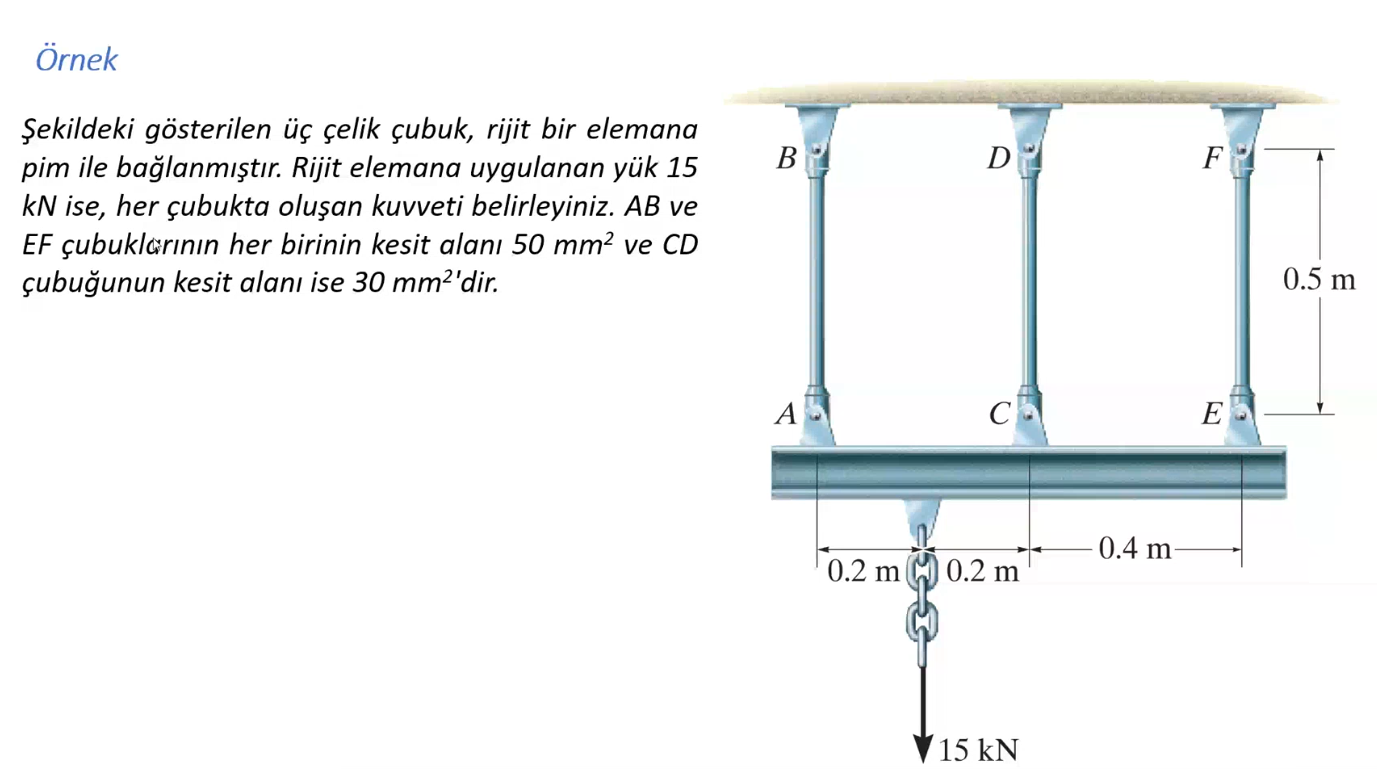 Örnek
Şekildeki gösterilen üç çelik çubuk, rijit bir elemana
pim ile bağlanmıştır. Rijit elemana uygulanan yük 15
kN ise, her çubukta oluşan kuvveti belirleyiniz. AB ve
EF çubuklarının her birinin kesit alanı 50 mm² ve CD
çubuğunun kesit alanı ise 30 mm²'dir.
B
D
F
0.5 m
A
C
E
0.4 m
0.2 m
0.2 m
15 kN